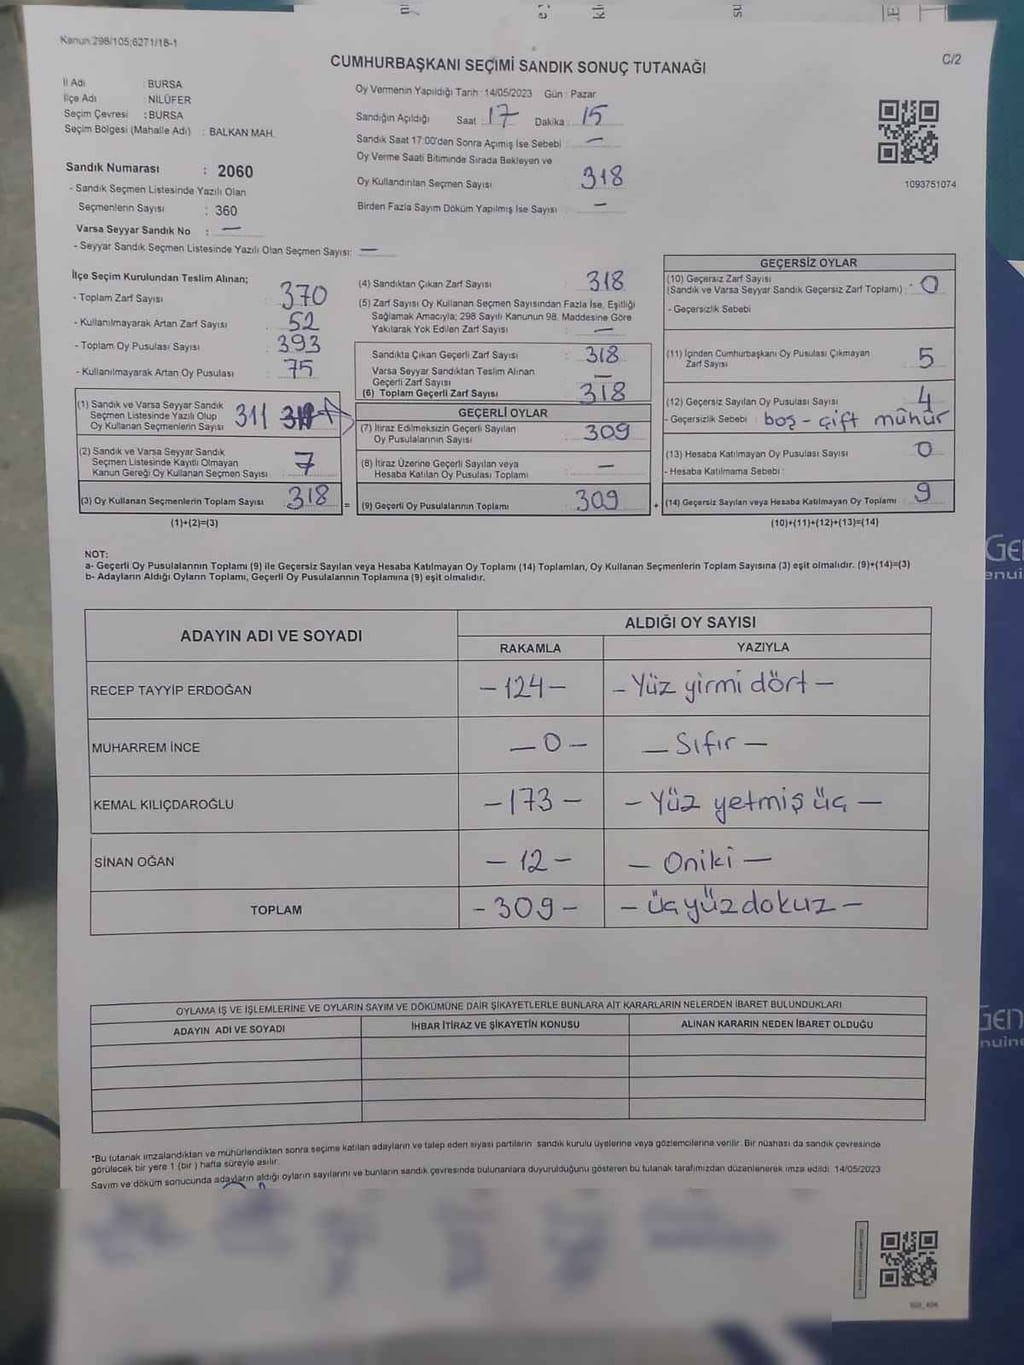 Kanun:298/105;6271/18-1
CUMHURBAŞKANI SEÇİMİ SANDIK SONUÇ TUTANAĞI
C/2
İl Adı : BURSA
İlçe Adı : NİLÜFER
Seçim Çevresi : BURSA
Seçim Bölgesi (Mahalle Adı) : BALKAN MAH.
Sandık Numarası : 2060
- Sandık Seçmen Listesinde Yazılı Olan
Seçmenlerin Sayısı : 360
Varsa Seyyar Sandık No : —
- Seyyar Sandık Seçmen Listesinde Yazılı Olan Seçmen Sayısı: —
Oy Vermenin Yapıldığı Tarih :14/05/2023 Gün : Pazar
Sandığın Açıldığı Saat : 17 Dakika : 15
Sandık Saat 17:00'den Sonra Açımış İse Sebebi : —
Oy Verme Saati Bitiminde Sırada Bekleyen ve
Oy Kullandırılan Seçmen Sayısı : 318
Birden Fazla Sayım Döküm Yapılmış İse Sayısı : —
1093751074
İlçe Seçim Kurulundan Teslim Alınan;
- Toplam Zarf Sayısı : 370
- Kullanılmayarak Artan Zarf Sayısı : 52
- Toplam Oy Pusulası Sayısı : 393
- Kullanılmayarak Artan Oy Pusulası : 75
(1) Sandık ve Varsa Seyyar Sandık
Seçmen Listesinde Yazılı Olup
Oy Kullanan Seçmenlerin Sayısı : 311
(2) Sandık ve Varsa Seyyar Sandık
Seçmen Listesinde Kayıtlı Olmayan
Kanun Gereği Oy Kullanan Seçmen Sayısı : 7
(3) Oy Kullanan Seçmenlerin Toplam Sayısı : 318
(1)+(2)=(3)
(4) Sandıktan Çıkan Zarf Sayısı : 318
(5) Zarf Sayısı Oy Kullanan Seçmen Sayısından Fazla İse, Eşitliği
Sağlamak Amacıyla; 298 Sayılı Kanunun 98. Maddesine Göre
Yakılarak Yok Edilen Zarf Sayısı : —
Sandıkta Çıkan Geçerli Zarf Sayısı : 318
Varsa Seyyar Sandıktan Teslim Alınan
Geçerli Zarf Sayısı : —
(6) Toplam Geçerli Zarf Sayısı : 318
GEÇERLİ OYLAR
(7) İtiraz Edilmeksizin Geçerli Sayılan
Oy Pusulalarının Sayısı : 309
(8) İtiraz Üzerine Geçerli Sayılan veya
Hesaba Katılan Oy Pusulası Toplamı : —
= (9) Geçerli Oy Pusulalarının Toplamı : 309 +
GEÇERSİZ OYLAR
(10) Geçersiz Zarf Sayısı
(Sandık ve Varsa Seyyar Sandık Geçersiz Zarf Toplamı) : 0
- Geçersizlik Sebebi
(11) İçinden Cumhurbaşkanı Oy Pusulası Çıkmayan
Zarf Sayısı : 5
(12) Geçersiz Sayılan Oy Pusulası Sayısı : 4
- Geçersizlik Sebebi : boş - çift mühür
(13) Hesaba Katılmayan Oy Pusulası Sayısı : 0
- Hesaba Katılmama Sebebi :
(14) Geçersiz Sayılan veya Hesaba Katılmayan Oy Toplamı : 9
(10)+(11)+(12)+(13)=(14)
NOT:
a- Geçerli Oy Pusulalarının Toplamı (9) ile Geçersiz Sayılan veya Hesaba Katılmayan Oy Toplamı (14) Toplamları, Oy Kullanan Seçmenlerin Toplam Sayısına (3) eşit olmalıdır. (9)+(14)=(3)
b- Adayların Aldığı Oyların Toplamı, Geçerli Oy Pusulalarının Toplamına (9) eşit olmalıdır.
ADAYIN ADI VE SOYADI
ALDIĞI OY SAYISI
RAKAMLA YAZIYLA
RECEP TAYYİP ERDOĞAN - 124 - - Yüz yirmi dört -
MUHARREM İNCE - 0 - - Sıfır -
KEMAL KILIÇDAROĞLU - 173 - - Yüz yetmiş üç -
SİNAN OĞAN - 12 - - Oniki -
TOPLAM - 309 - - üçyüzdokuz -
OYLAMA İŞ VE İŞLEMLERİNE VE OYLARIN SAYIM VE DÖKÜMÜNE DAİR ŞİKAYETLERLE BUNLARA AİT KARARLARIN NELERDEN İBARET BULUNDUKLARI
ADAYIN ADI VE SOYADI İHBAR İTİRAZ VE ŞİKAYETİN KONUSU ALINAN KARARIN NEDEN İBARET OLDUĞU
*Bu tutanak imzalandıktan ve mühürlendikten sonra seçime katılan adayların ve talep eden siyasi partilerin sandık kurulu üyelerine veya gözlemcilerine verilir. Bir nüshası da sandık çevresinde
görülecek bir yere 1 (bir ) hafta süreyle asılır.
Sayım ve döküm sonucunda adayların aldığı oyların sayılarını ve bunların sandık çevresinde bulunanlara duyurulduğunu gösteren bu tutanak tarafımızdan düzenlenerek imza edildi. 14/05/2023